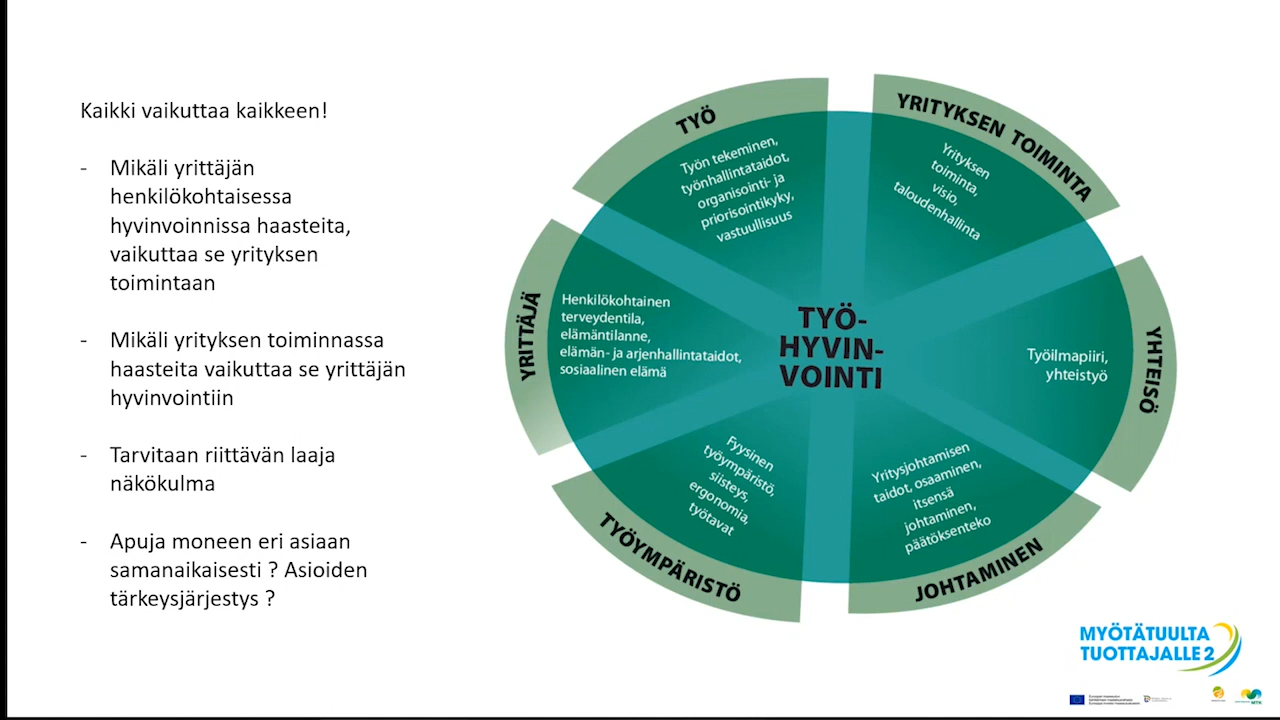 Kaikki vaikuttaa kaikkeen!
- Mikäli yrittäjän
henkilökohtaisessa
hyvinvoinnissa haasteita,
vaikuttaa se yrityksen
toimintaan
- Mikäli yrityksen toiminnassa
haasteita vaikuttaa se yrittäjän
hyvinvointiin
- Tarvitaan riittävän laaja
näkökulma
- Apuja moneen eri asiaan
samanaikaisesti ? Asioiden
tärkeysjärjestys ?
TYÖ
Työn tekeminen,
työnhallintataidot,
organisointi- ja
priorisointikyky,
vastuullisuus
YRITYKSEN TOIMINTA
Yrityksen
toiminta,
visio,
taloudenhallinta
YRITTÄJÄ
Henkilökohtainen
terveydentila,
elämäntilanne,
elämän- ja arjenhallintataidot,
sosiaalinen elämä
TYÖ-
HYVIN-
VOINTI
YHTEISÖ
Työilmapiiri,
yhteistyö
TYÖYMPÄRISTÖ
Fyysinen
työympäristö,
siisteys,
ergonomia,
työtavat
JOHTAMINEN
Yritysjohtamisen
taidot, osaaminen,
itsensä
johtaminen,
päätöksenteko
MYÖTÄTUULTA
TUOTTAJALLE 2
MTK